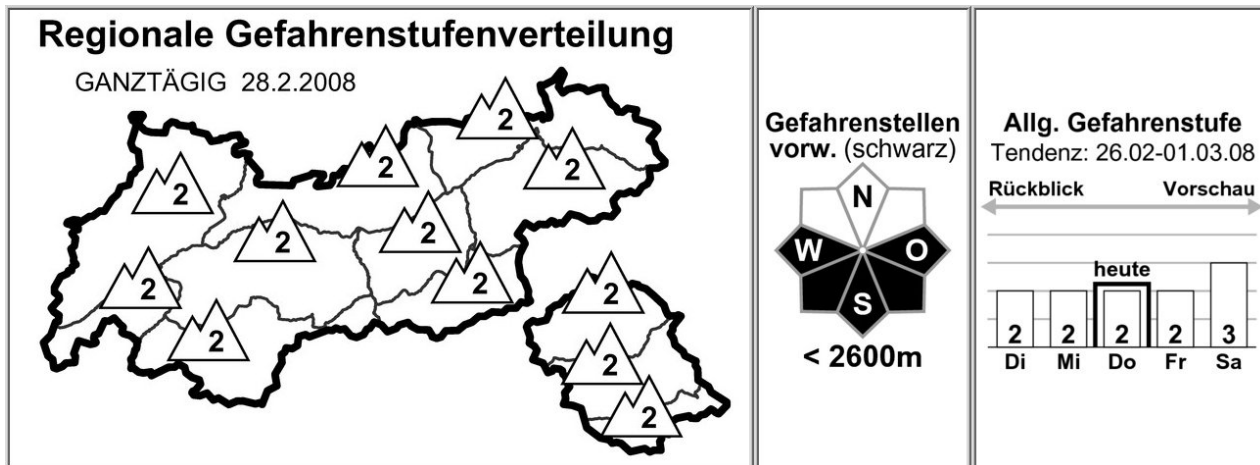 Regionale Gefahrenstufenverteilung
GANZTÄGIG 28.2.2008
2
2
2
2
2
2
2
2
2
2
2
2
Gefahrenstellen
vorw. (schwarz)
N
W O
S
< 2600m
Allg. Gefahrenstufe
Tendenz: 26.02-01.03.08
Rückblick Vorschau
heute
2 2 2 2 3
Di Mi Do Fr Sa